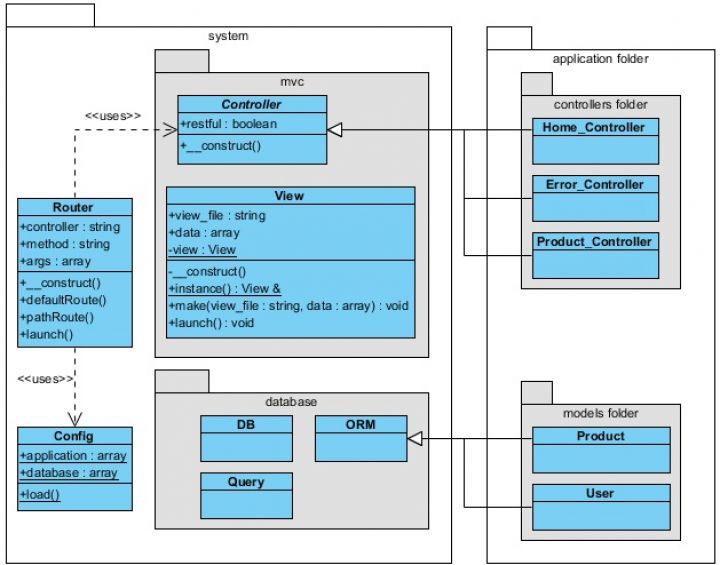 system
mvc
Controller
+restful : boolean
+__construct()
<<uses>>
View
+view_file : string
+data : array
-view : View
-__construct()
+instance() : View &
+make(view_file : string, data : array) : void
+launch() : void
Router
+controller : string
+method : string
+args : array
+__construct()
+defaultRoute()
+pathRoute()
+launch()
<<uses>>
Config
+application : array
+database : array
+load()
database
DB
ORM
Query
application folder
controllers folder
Home_Controller
Error_Controller
Product_Controller
models folder
Product
User